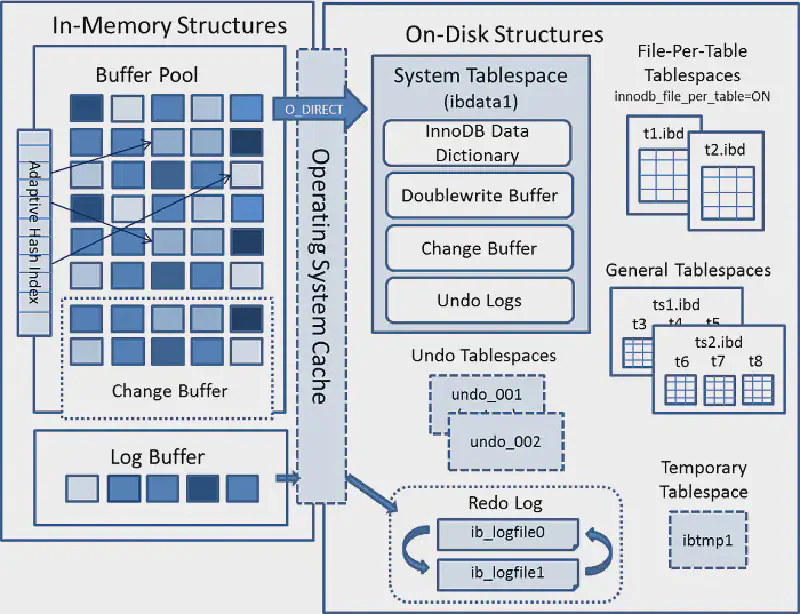 In-Memory Structures
Buffer Pool
Adaptive Hash Index
Change Buffer
Log Buffer
O_DIRECT
Operating System Cache
On-Disk Structures
System Tablespace
(ibdata1)
InnoDB Data
Dictionary
Doublewrite Buffer
Change Buffer
Undo Logs
Undo Tablespaces
undo_001
undo_002
Redo Log
ib_logfile0
ib_logfile1
File-Per-Table
Tablespaces
innodb_file_per_table=ON
t1.ibd
t2.ibd
General Tablespaces
ts1.ibd
t3 t4 t5
ts2.ibd
t6 t7 t8
Temporary
Tablespace
ibtmp1